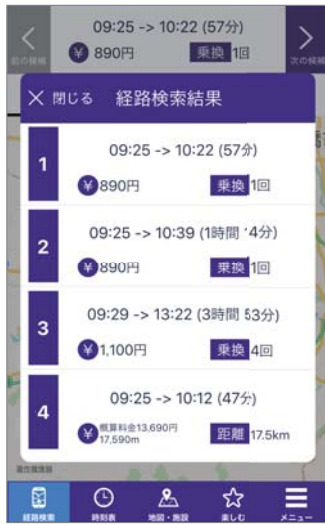 09:25 -> 10:22 (57分)
¥ 890円 乗換 1回
前の候補
次の候補
× 閉じる 経路検索結果
1
09:25 -> 10:22 (57分)
¥ 890円 乗換 1回
2
09:25 -> 10:39 (1時間 14分)
¥ 890円 乗換 1回
3
09:29 -> 13:22 (3時間 53分)
¥ 1,100円 乗換 4回
4
09:25 -> 10:12 (47分)
¥ 概算料金13,690円
17,590m 距離 17.5km
経路検索 時刻表 地図・施設 楽しむ メニュー